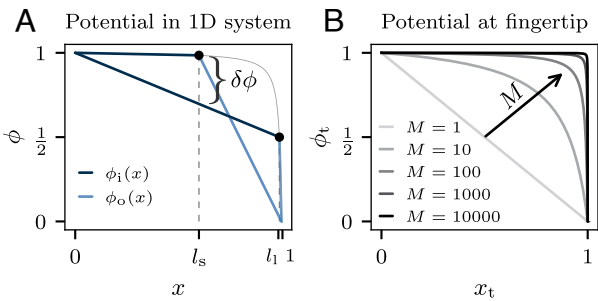 A Potential in 1D system
1
1/2
0
ϕ
δϕ
ϕᵢ(x)
ϕₒ(x)
0 lₛ lₗ 1
x
B Potential at fingertip
1
1/2
0
ϕₜ
M
M = 1
M = 10
M = 100
M = 1000
M = 10000
0 1
xₜ